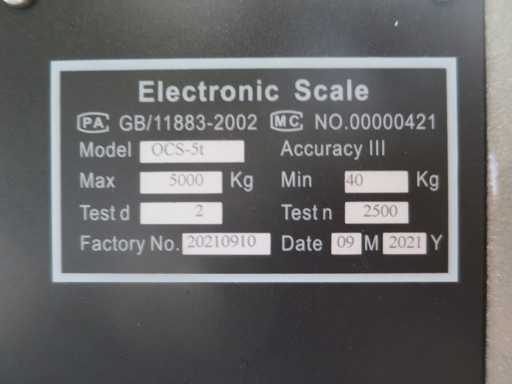 Electronic Scale
PA GB/11883-2002 MC NO.00000421
Model OCS-5t Accuracy III
Max 5000 Kg Min 40 Kg
Test d 2 Test n 2500
Factory No. 20210910 Date 09 M 2021 Y